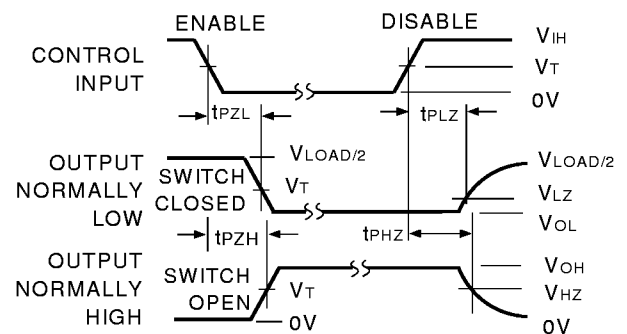 ENABLE DISABLE
CONTROL INPUT
VIH
VT
0V
tPZL tPLZ
OUTPUT NORMALLY LOW
SWITCH CLOSED
VLOAD/2
VT
VLOAD/2
VLZ
VOL
tPZH tPHZ
OUTPUT NORMALLY HIGH
SWITCH OPEN
VT
0V
VOH
VHZ
0V